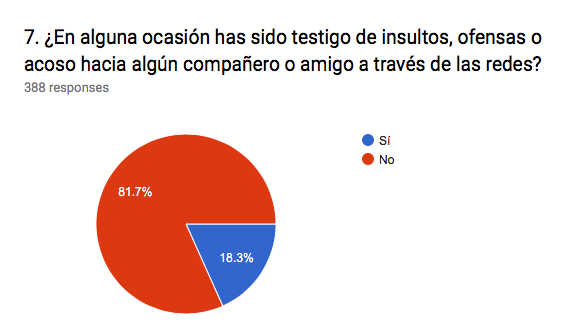 7. ¿En alguna ocasión has sido testigo de insultos, ofensas o
acoso hacia algún compañero o amigo a través de las redes?
388 responses
Sí
No
81.7%
18.3%